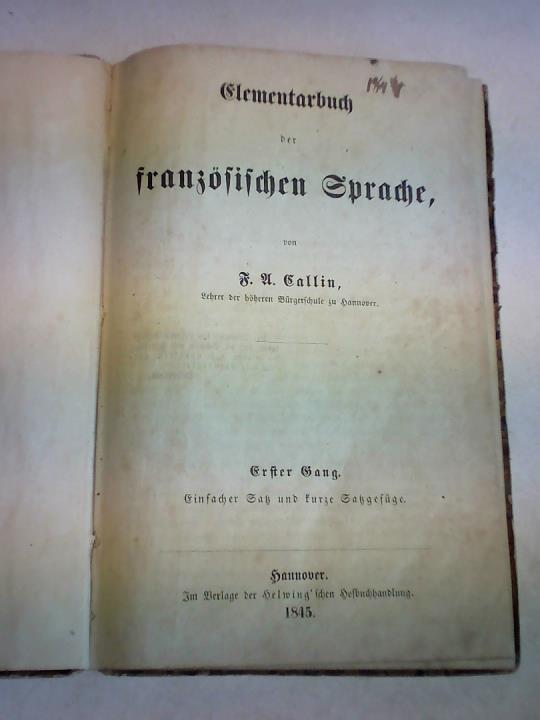 Elementarbuch
der
französischen Sprache,
von
F. A. Callin,
Lehrer der höheren Bürgerschule zu Hannover.
Erster Gang.
Einfacher Satz und kurze Satzgefüge.
Hannover.
Im Verlage der Helwing'schen Hofbuchhandlung.
1845.